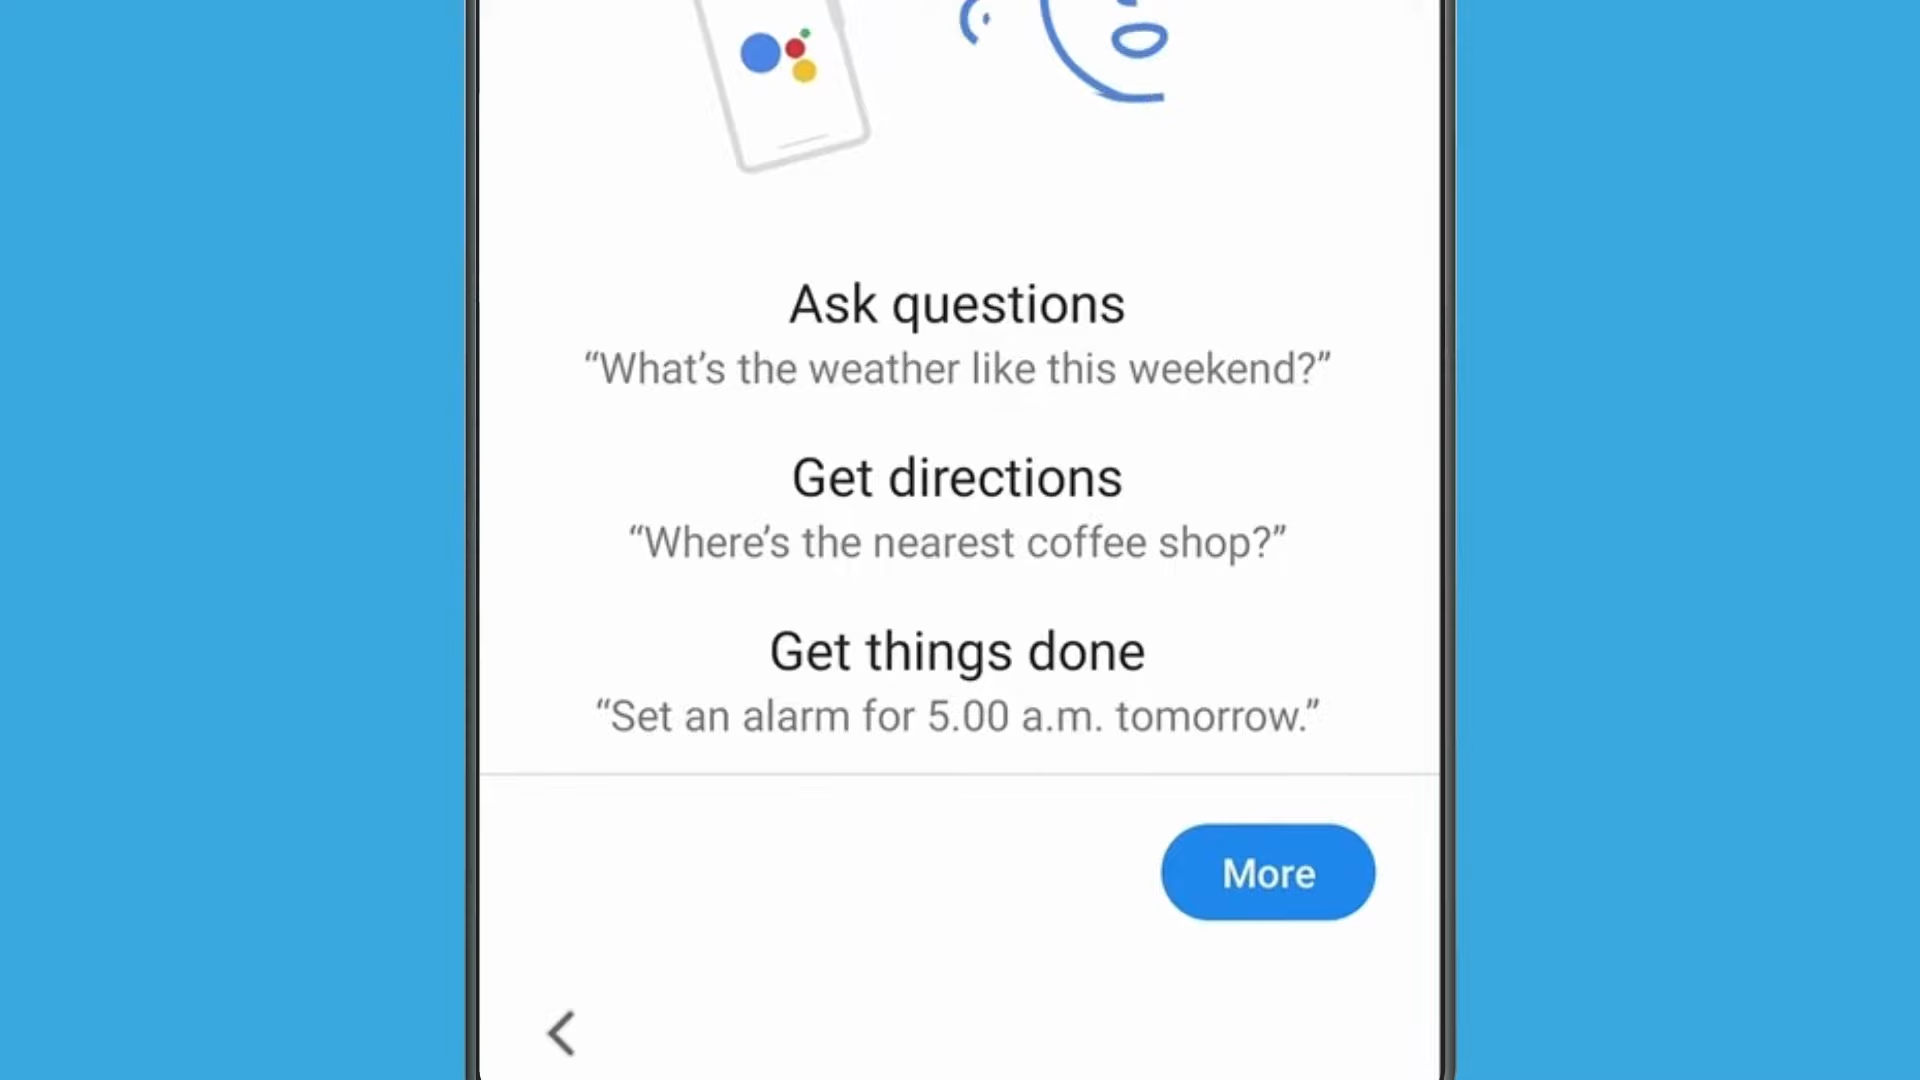 Ask questions
“What’s the weather like this weekend?”
Get directions
“Where’s the nearest coffee shop?”
Get things done
“Set an alarm for 5.00 a.m. tomorrow.”
More